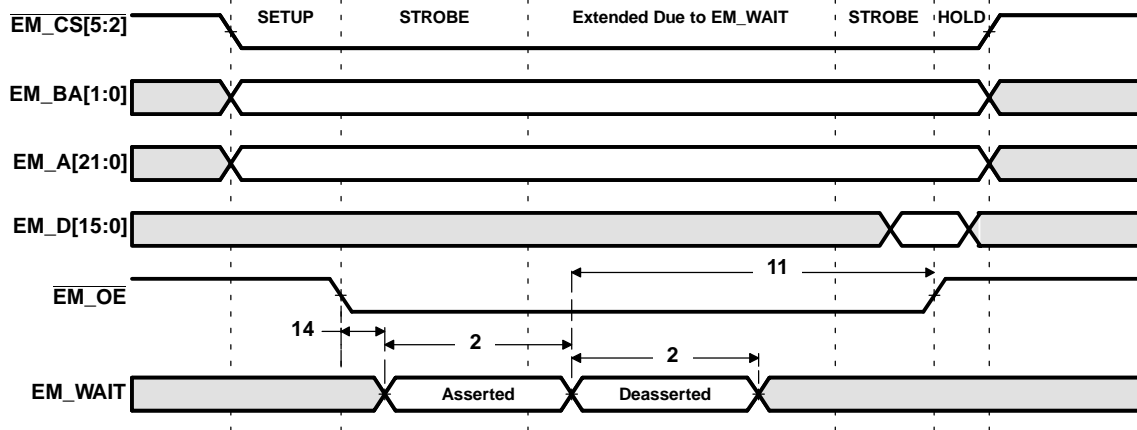 SETUP STROBE Extended Due to EM_WAIT STROBE HOLD
EM_CS[5:2]
EM_BA[1:0]
EM_A[21:0]
EM_D[15:0]
11
EM_OE
14
2
2
EM_WAIT Asserted Deasserted